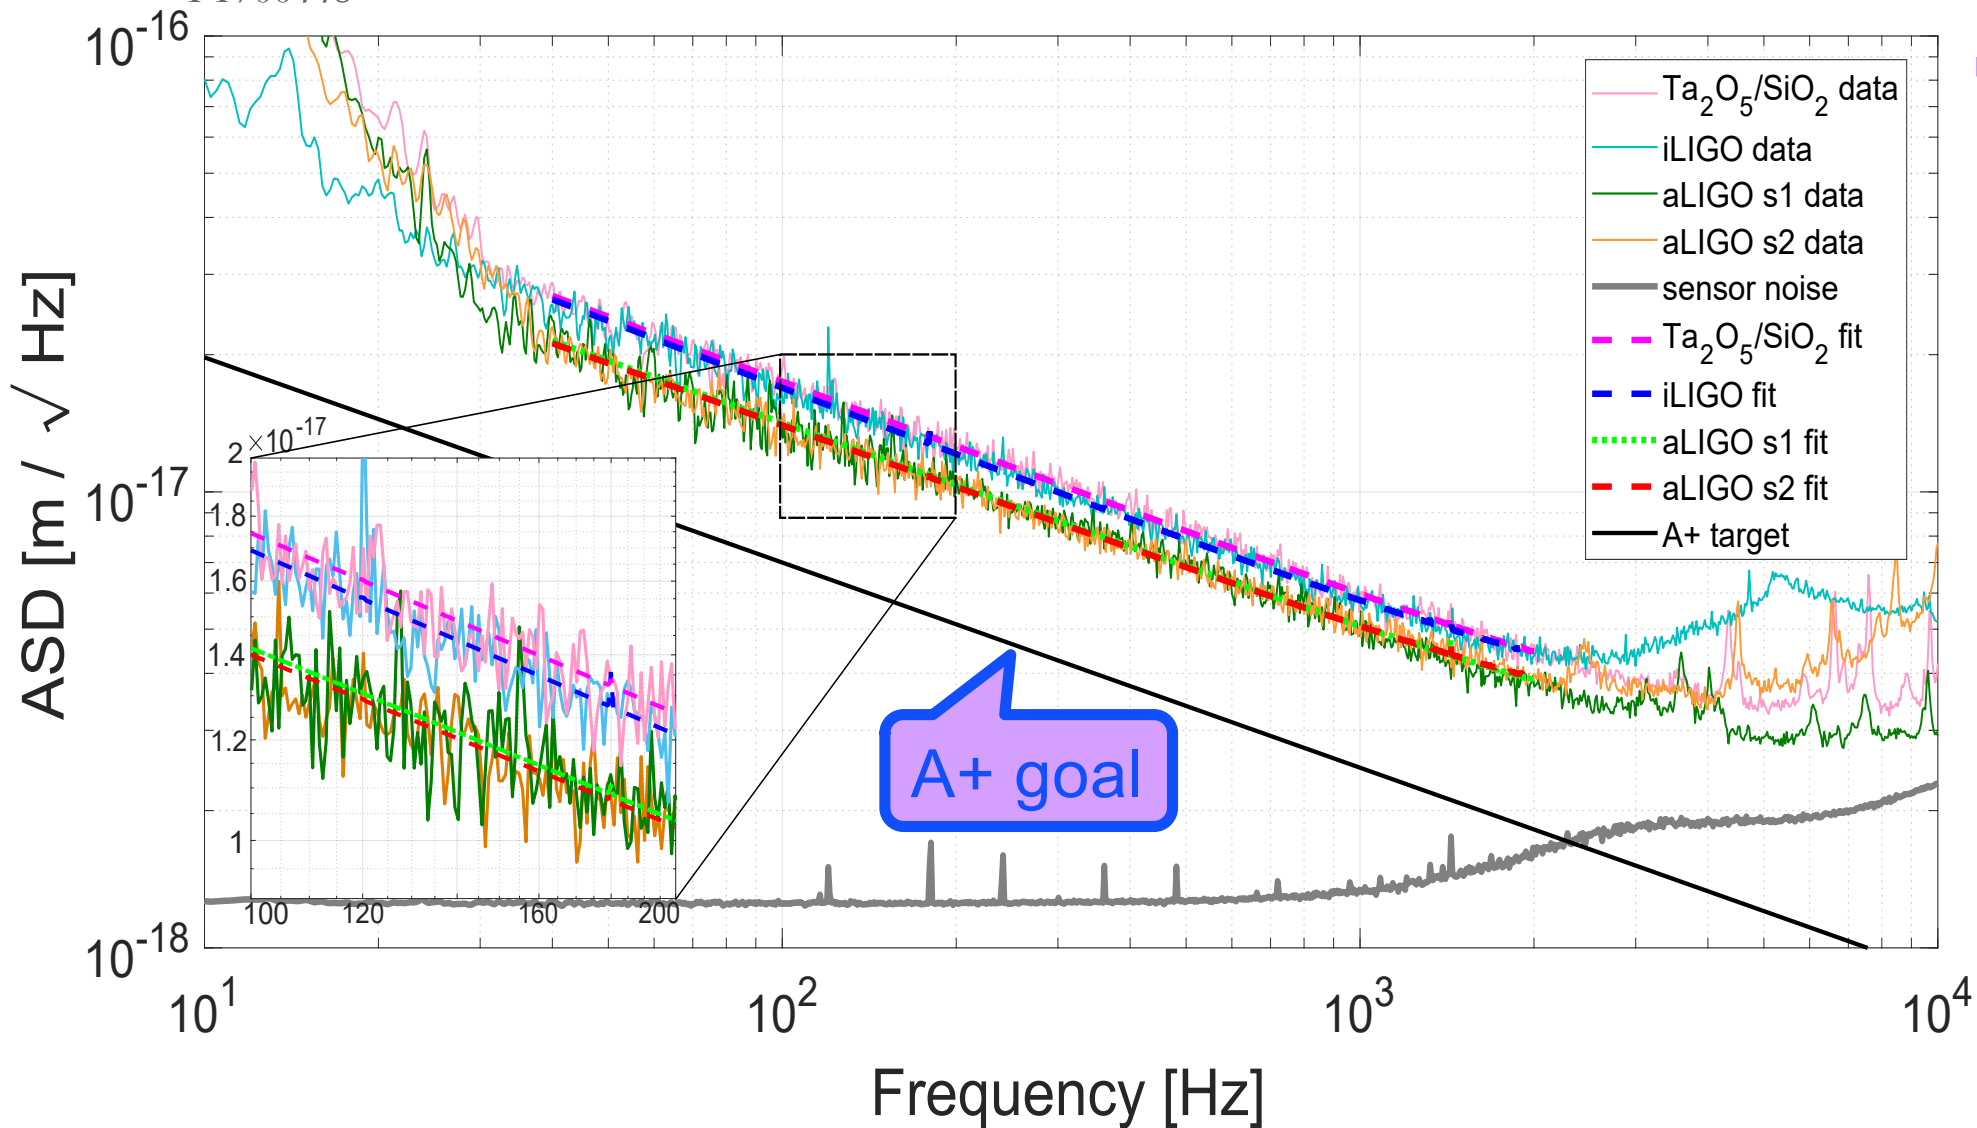 10^-16
10^-17
10^-18
ASD [m / √ Hz]
Ta₂O₅/SiO₂ data
iLIGO data
aLIGO s1 data
aLIGO s2 data
sensor noise
Ta₂O₅/SiO₂ fit
iLIGO fit
aLIGO s1 fit
aLIGO s2 fit
A+ target
2 ×10^-17
1.8
1.6
1.4
1.2
1
100 120 160 200
A+ goal
10^1 10^2 10^3 10^4
Frequency [Hz]